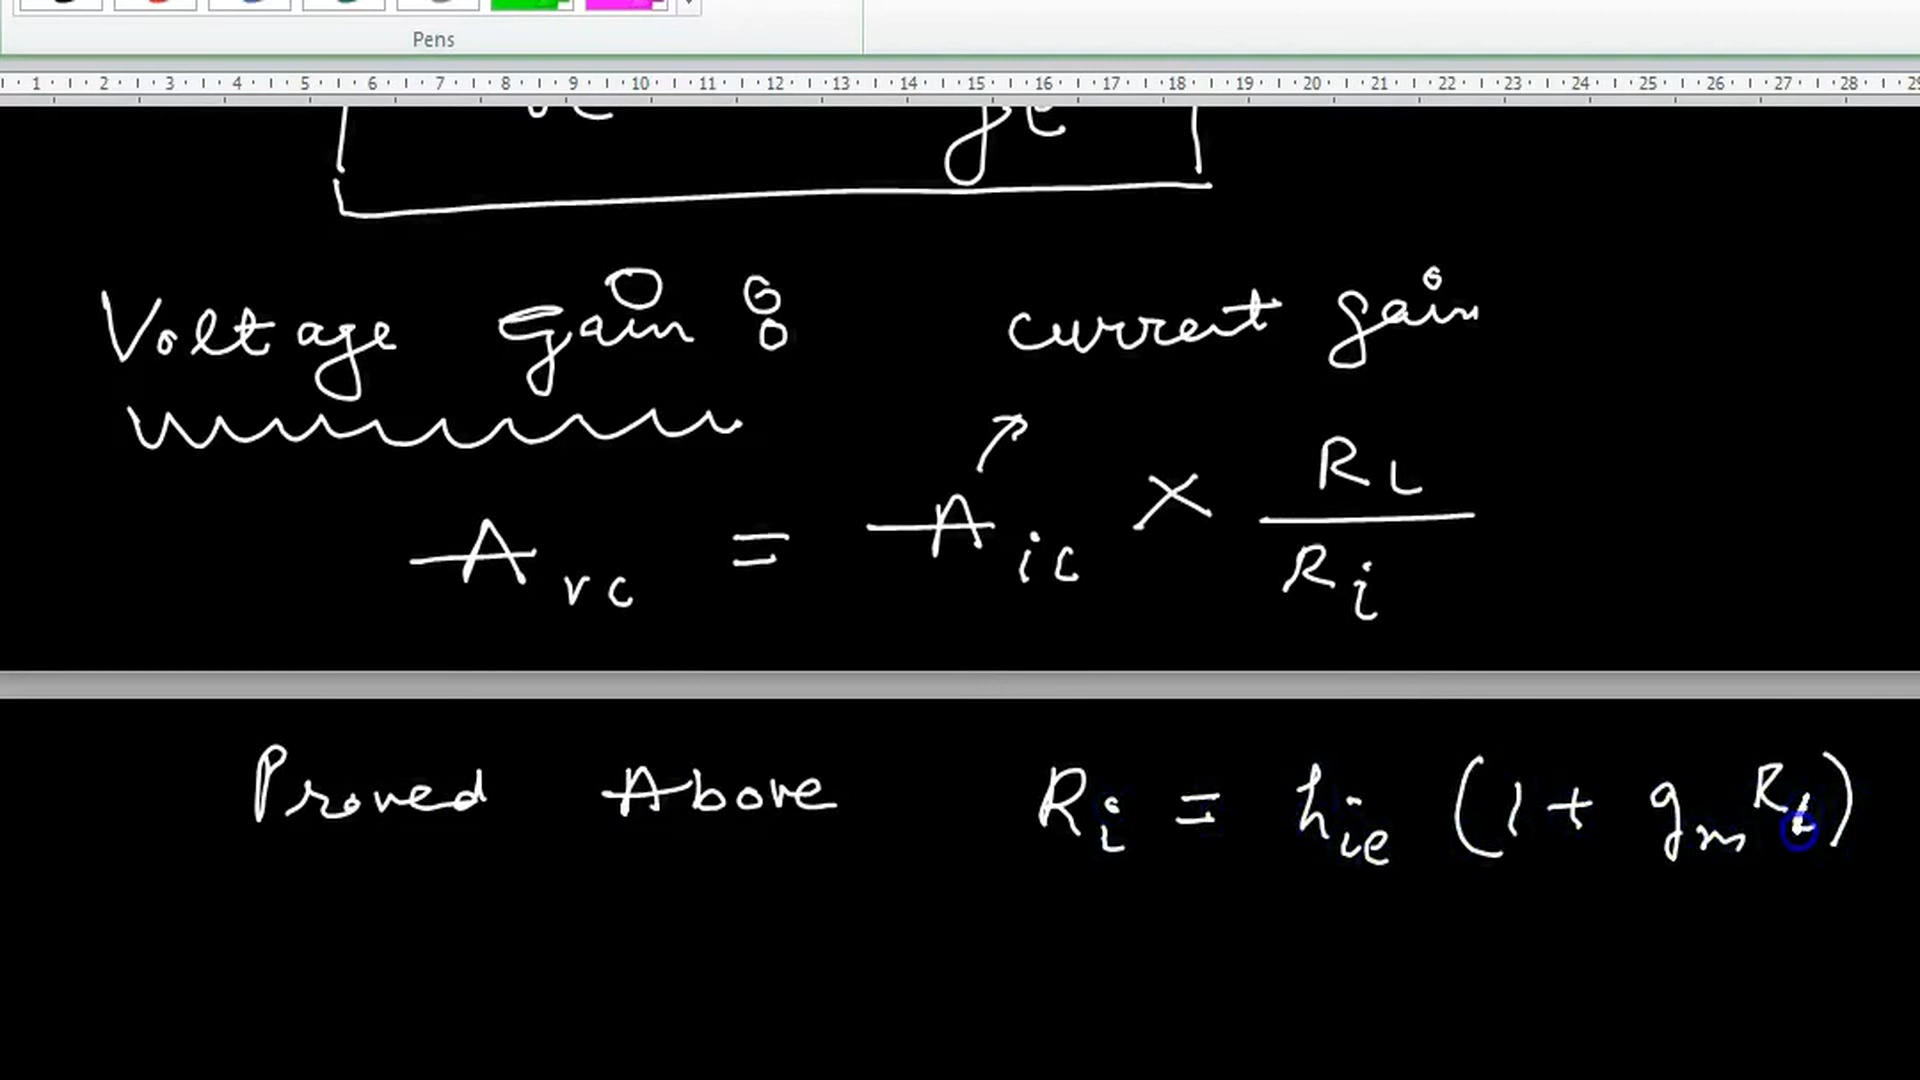 Pens
1 2 3 4 5 6 7 8 9 10 11 12 13 14 15 16 17 18 19 20 21 22 23 24 25 26 27 28 29
Voltage gain : current gain
A_vc = A_ic × R_L / R_i
Proved Above R_i = h_ie (1 + g_m R_L)